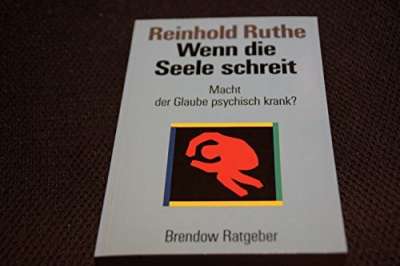 Reinhold Ruthe
Wenn die
Seele schreit
Macht
der Glaube psychisch krank?
Brendow Ratgeber